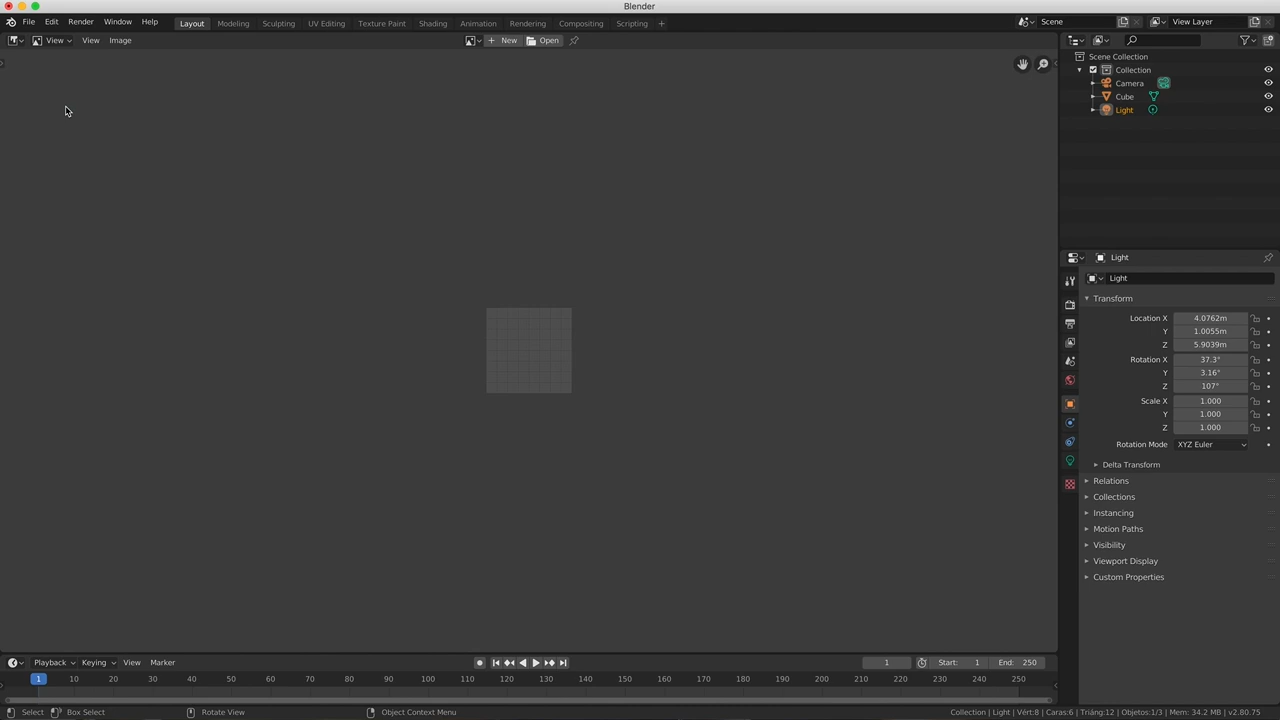 Blender
File Edit Render Window Help Layout Modeling Sculpting UV Editing Texture Paint Shading Animation Rendering Compositing Scripting + Scene View Layer
View View Image + New Open
Scene Collection
Collection
Camera
Cube
Light
Light
Light
Transform
Location X 4.0762m
Y 1.0055m
Z 5.9039m
Rotation X 37.3°
Y 3.16°
Z 107°
Scale X 1.000
Y 1.000
Z 1.000
Rotation Mode XYZ Euler
Delta Transform
Relations
Collections
Instancing
Motion Paths
Visibility
Viewport Display
Custom Properties
Playback Keying View Marker 1 Start: 1 End: 250
1 10 20 30 40 50 60 70 80 90 100 110 120 130 140 150 160 170 180 190 200 210 220 230 240 250
Select Box Select Rotate View Object Context Menu Collection | Light | Vért:8 | Caras:6 | Triáng:12 | Objetos:1/3 | Mem: 34.2 MB | v2.80.75